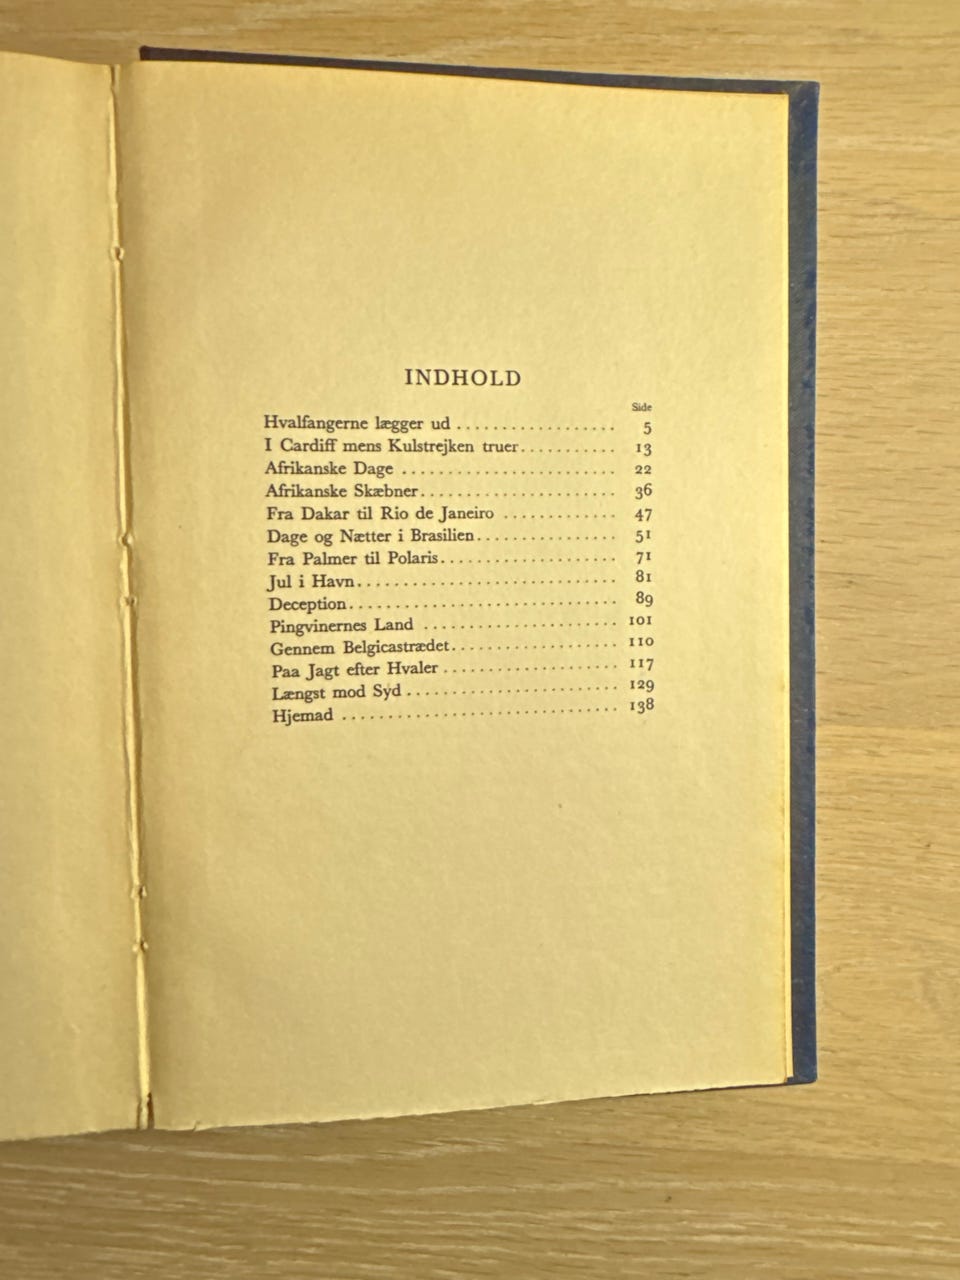 INDHOLD
Side
Hvalfangerne lægger ud . . . . . . . . . . . . . . . . . . 5
I Cardiff mens Kulstrejken truer. . . . . . . . . . . 13
Afrikanske Dage . . . . . . . . . . . . . . . . . . . . . . . . 22
Afrikanske Skæbner. . . . . . . . . . . . . . . . . . . . . . 36
Fra Dakar til Rio de Janeiro . . . . . . . . . . . . . 47
Dage og Nætter i Brasilien. . . . . . . . . . . . . . . . 51
Fra Palmer til Polaris. . . . . . . . . . . . . . . . . . . . 71
Jul i Havn. . . . . . . . . . . . . . . . . . . . . . . . . . . . . 81
Deception. . . . . . . . . . . . . . . . . . . . . . . . . . . . . . 89
Pingvinernes Land . . . . . . . . . . . . . . . . . . . . . . 101
Gennem Belgicastrædet. . . . . . . . . . . . . . . . . . . 110
Paa Jagt efter Hvaler . . . . . . . . . . . . . . . . . . . . 117
Længst mod Syd . . . . . . . . . . . . . . . . . . . . . . . . 129
Hjemad . . . . . . . . . . . . . . . . . . . . . . . . . . . . . . . 138